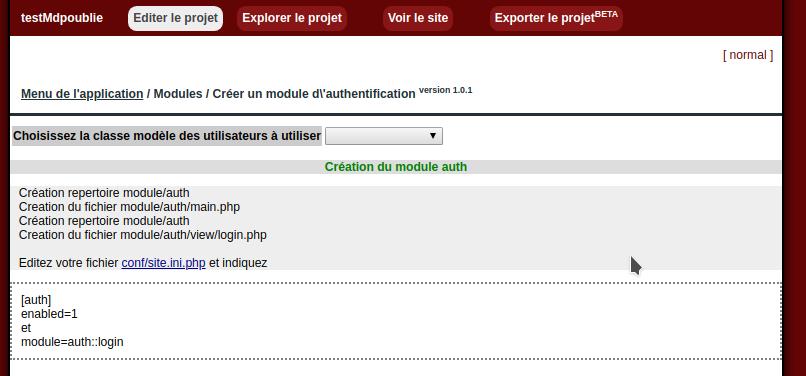 testMdpoublie Editer le projet Explorer le projet Voir le site Exporter le projetBETA
[ normal ]
Menu de l'application / Modules / Créer un module d\'authentification version 1.0.1
Choisissez la classe modèle des utilisateurs à utiliser
Création du module auth
Création repertoire module/auth
Creation du fichier module/auth/main.php
Création repertoire module/auth
Creation du fichier module/auth/view/login.php
Editez votre fichier conf/site.ini.php et indiquez
[auth]
enabled=1
et
module=auth::login